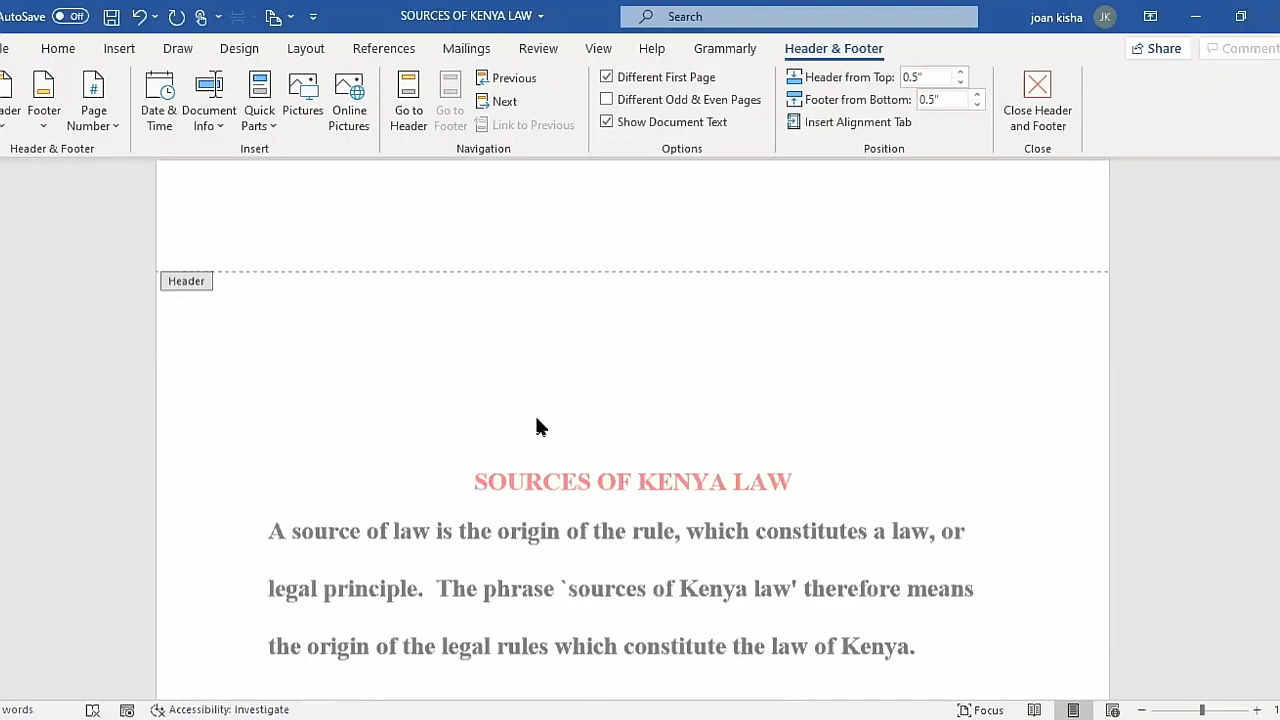 AutoSave Off
SOURCES OF KENYA LAW
Search
joan kisha JK
Home Insert Draw Design Layout References Mailings Review View Help Grammarly Header & Footer
Share
Footer
Page Number
Header & Footer
Date & Time
Document Info
Quick Parts
Pictures
Online Pictures
Insert
Go to Header
Go to Footer
Previous
Next
Link to Previous
Navigation
Different First Page
Different Odd & Even Pages
Show Document Text
Options
Header from Top: 0.5"
Footer from Bottom: 0.5"
Insert Alignment Tab
Position
Close Header and Footer
Close
Header
SOURCES OF KENYA LAW
A source of law is the origin of the rule, which constitutes a law, or
legal principle. The phrase `sources of Kenya law' therefore means
the origin of the legal rules which constitute the law of Kenya.
words
Accessibility: Investigate
Focus